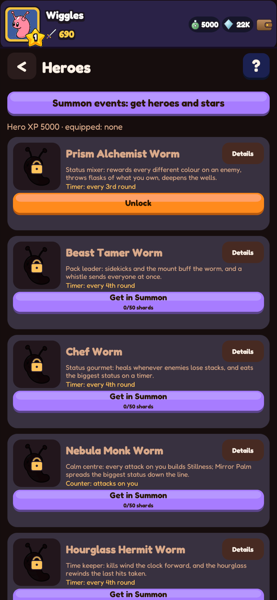 Wiggles
1
690
5000
22K
<
Heroes
?
Summon events: get heroes and stars
Hero XP 5000 · equipped: none
Prism Alchemist Worm
Details
Status mixer: rewards every different colour on an enemy,
throws flasks of what you own, deepens the wells.
Timer: every 3rd round
Unlock
Beast Tamer Worm
Details
Pack leader: sidekicks and the mount buff the worm, and a
whistle sends everyone at once.
Timer: every 4th round
Get in Summon
0/50 shards
Chef Worm
Details
Status gourmet: heals whenever enemies lose stacks, and eats
the biggest status on a timer.
Timer: every 4th round
Get in Summon
0/50 shards
Nebula Monk Worm
Details
Calm centre: every attack on you builds Stillness; Mirror Palm
spreads the biggest status down the line.
Counter: attacks on you
Get in Summon
0/50 shards
Hourglass Hermit Worm
Details
Time keeper: kills wind the clock forward, and the hourglass
rewinds the last hits taken.
Timer: every 4th round
Get in Summon